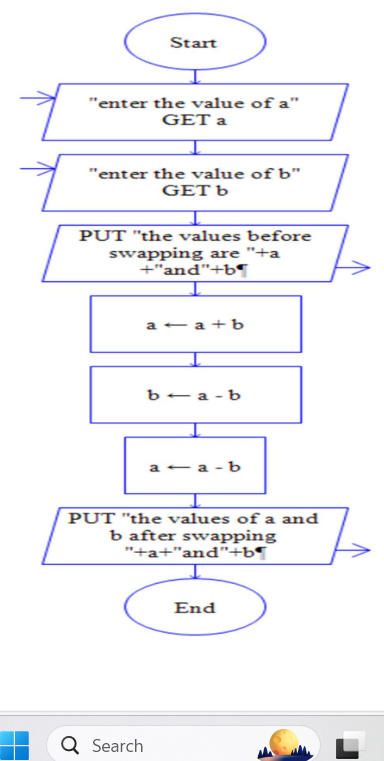 Start
"enter the value of a"
GET a
"enter the value of b"
GET b
PUT "the values before
swapping are "+a
+"and"+b¶
a ← a + b
b ← a - b
a ← a - b
PUT "the values of a and
b after swapping
"+a+"and"+b¶
End
Search